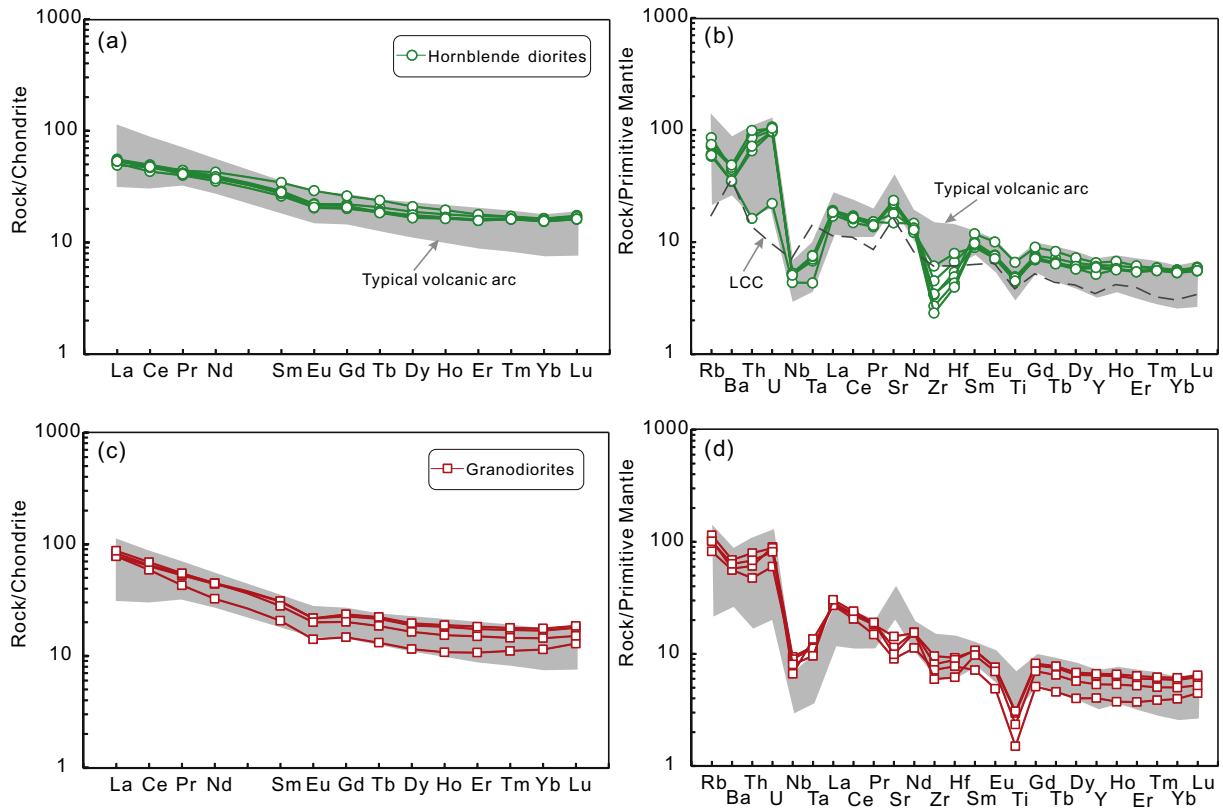 (a)
Rock/Chondrite
1000
100
10
1
Hornblende diorites
Typical volcanic arc
La Ce Pr Nd Sm Eu Gd Tb Dy Ho Er Tm Yb Lu
(b)
Rock/Primitive Mantle
1000
100
10
1
Typical volcanic arc
LCC
Rb Th Nb La Pr Nd Hf Eu Gd Dy Ho Tm Lu
Ba U Ta Ce Sr Zr Sm Ti Tb Y Er Yb
(c)
Rock/Chondrite
1000
100
10
1
Granodiorites
La Ce Pr Nd Sm Eu Gd Tb Dy Ho Er Tm Yb Lu
(d)
Rock/Primitive Mantle
1000
100
10
1
Rb Th Nb La Pr Nd Hf Eu Gd Dy Ho Tm Lu
Ba U Ta Ce Sr Zr Sm Ti Tb Y Er Yb